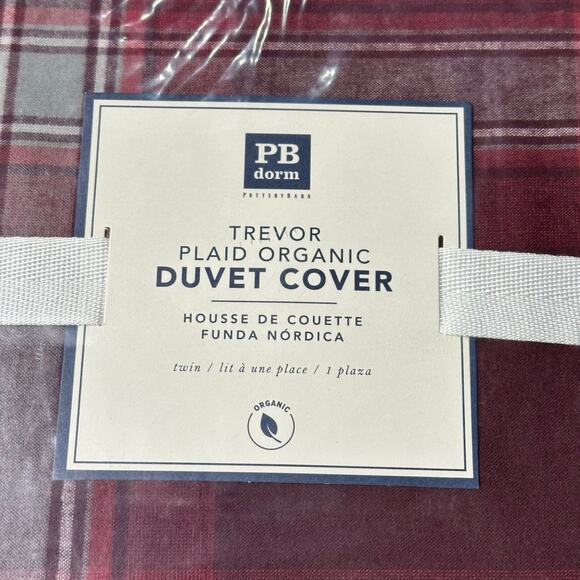 PB
dorm
POTTERYBARN
TREVOR
PLAID ORGANIC
DUVET COVER
HOUSSE DE COUETTE
FUNDA NÓRDICA
twin / lit à une place / 1 plaza
ORGANIC